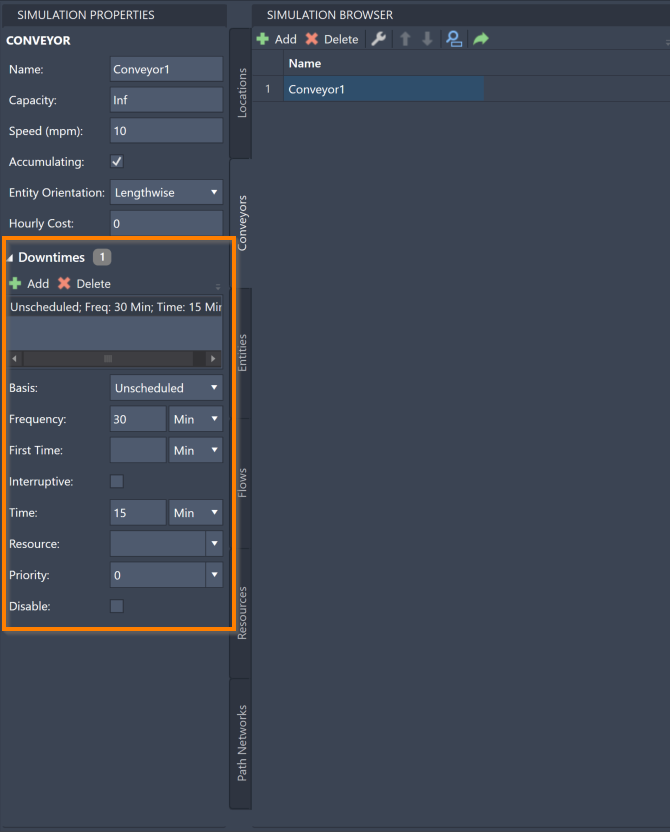 SIMULATION PROPERTIES
CONVEYOR
Name: Conveyor1
Capacity: Inf
Speed (mpm): 10
Accumulating:
Entity Orientation: Lengthwise
Hourly Cost: 0
Downtimes 1
Add Delete
Unscheduled; Freq: 30 Min; Time: 15 Min
Basis: Unscheduled
Frequency: 30 Min
First Time: Min
Interruptive:
Time: 15 Min
Resource:
Priority: 0
Disable:
Locations
Conveyors
Entities
Flows
Resources
Path Networks
SIMULATION BROWSER
Add Delete
Name
1 Conveyor1